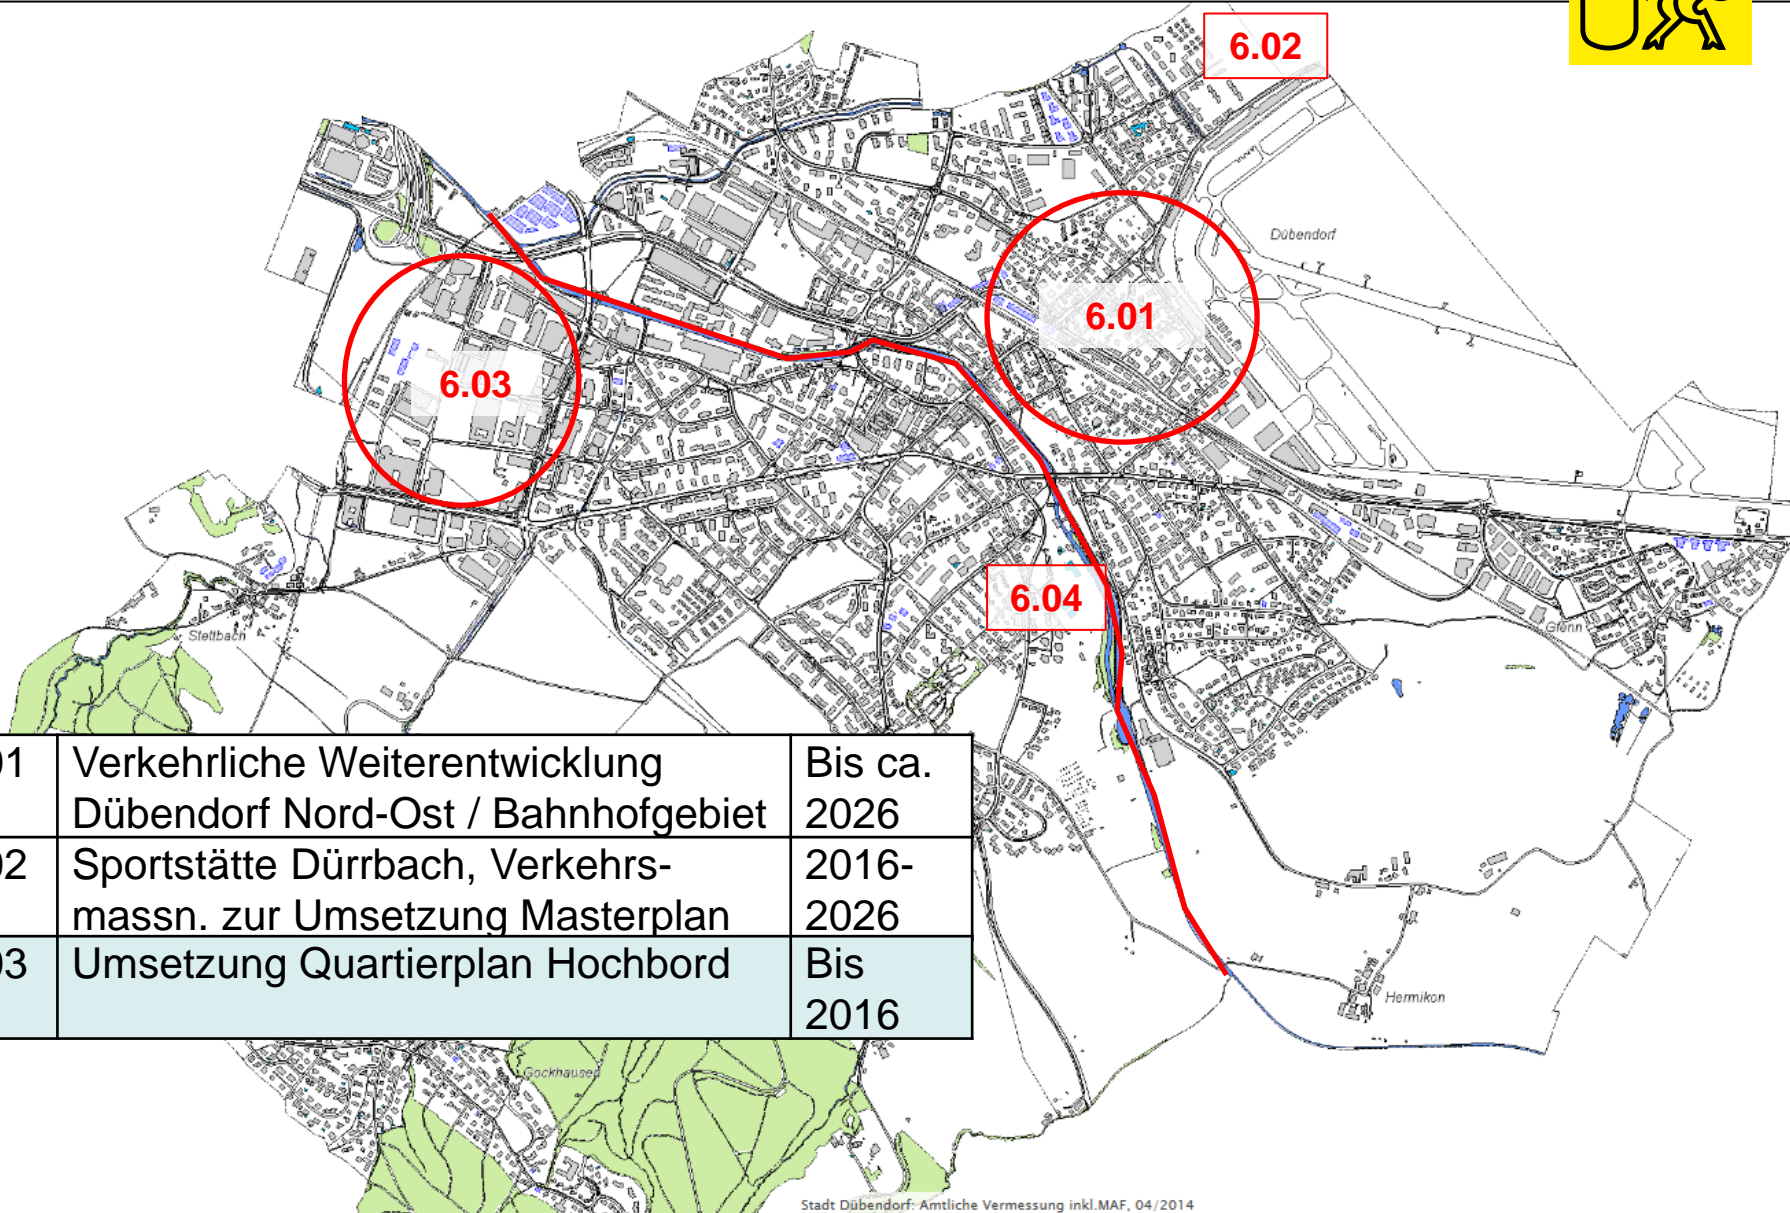 6.02
Dübendorf
6.01
6.03
6.04
Stettbach
Glenn
01 Verkehrliche Weiterentwicklung Bis ca.
Dübendorf Nord-Ost / Bahnhofgebiet 2026
02 Sportstätte Dürrbach, Verkehrs- 2016-
massn. zur Umsetzung Masterplan 2026
03 Umsetzung Quartierplan Hochbord Bis
2016
Hermikon
Gockhausen
Stadt Dübendorf: Amtliche Vermessung inkl.MAF, 04/2014